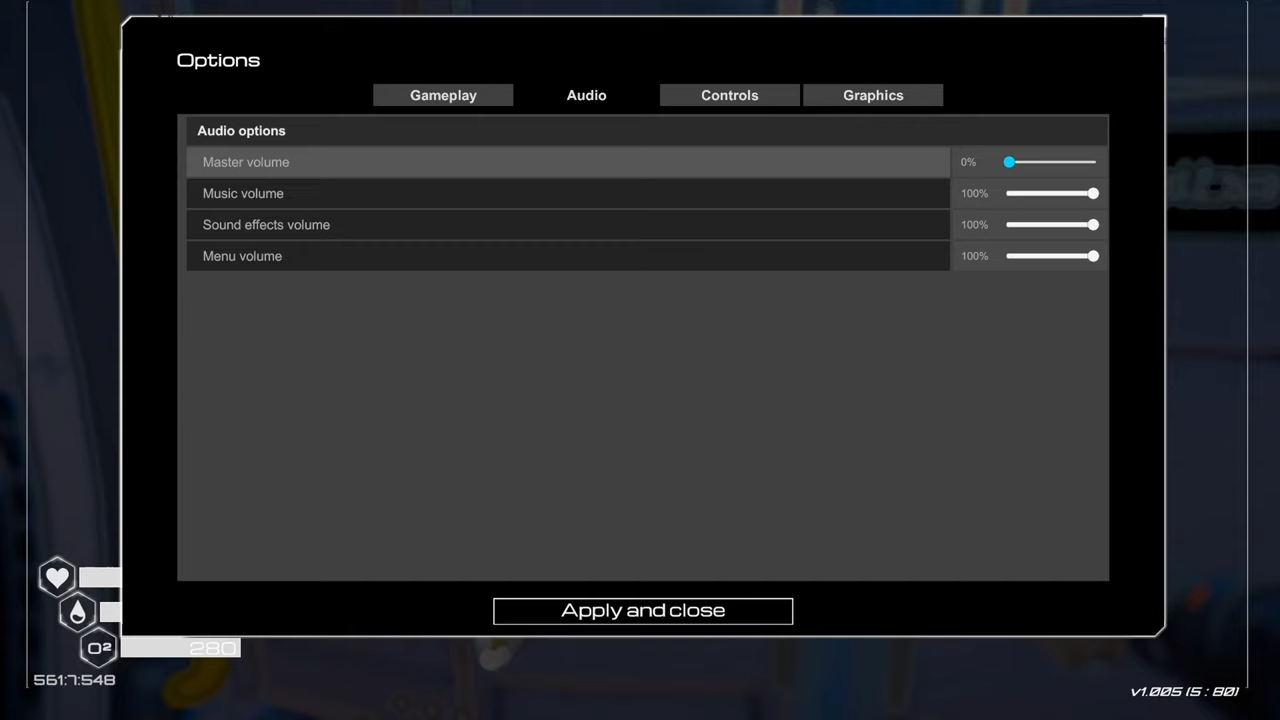 Options
Gameplay Audio Controls Graphics
Audio options
Master volume 0%
Music volume 100%
Sound effects volume 100%
Menu volume 100%
Apply and close
O2 280
561:7:548
v1.005 (5 : 80)